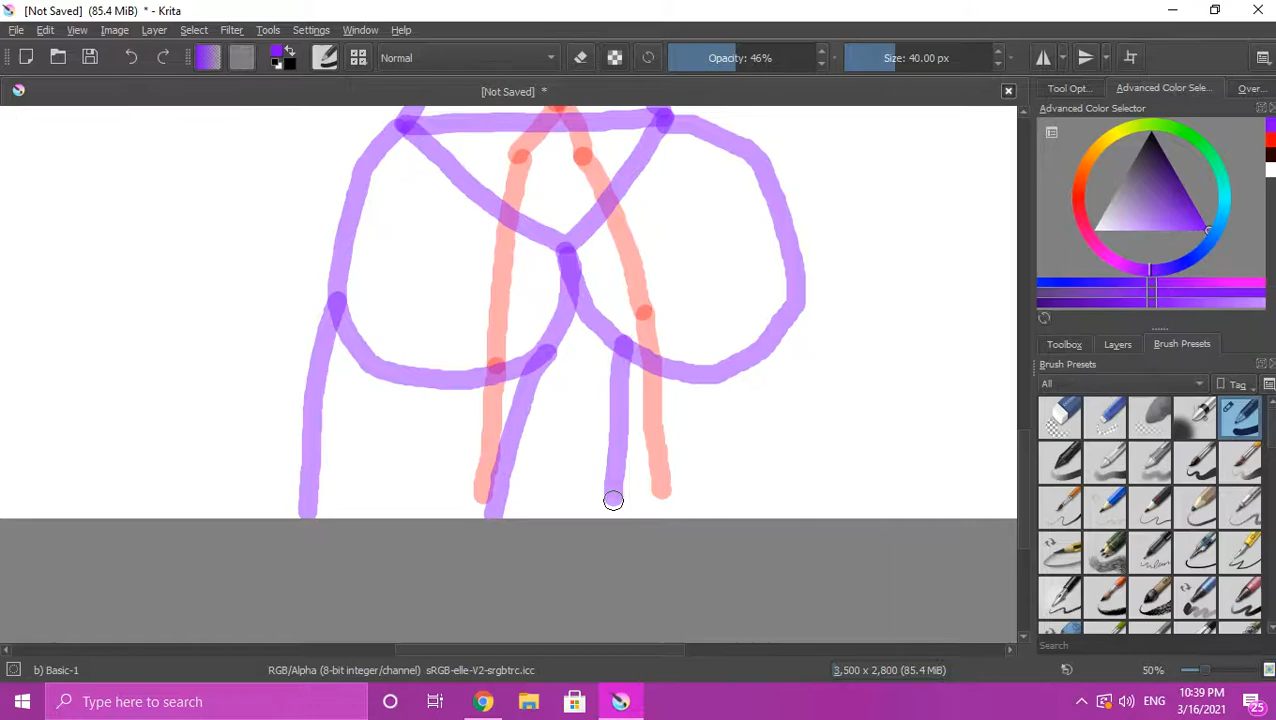 [Not Saved]  (85.4 MiB) * - Krita
File Edit View Image Layer Select Filter Tools Settings Window Help
Normal Opacity: 46% Size: 40.00 px
[Not Saved]  * Tool Opt... Advanced Color Sele... Over...
Advanced Color Selector
Toolbox Layers Brush Presets
Brush Presets
All Tag
Search
b) Basic-1 RGB/Alpha (8-bit integer/channel)  sRGB-elle-V2-srgbtrc.icc 3,500 x 2,800 (85.4 MiB) 50%
Type here to search ENG 10:39 PM
3/16/2021 25